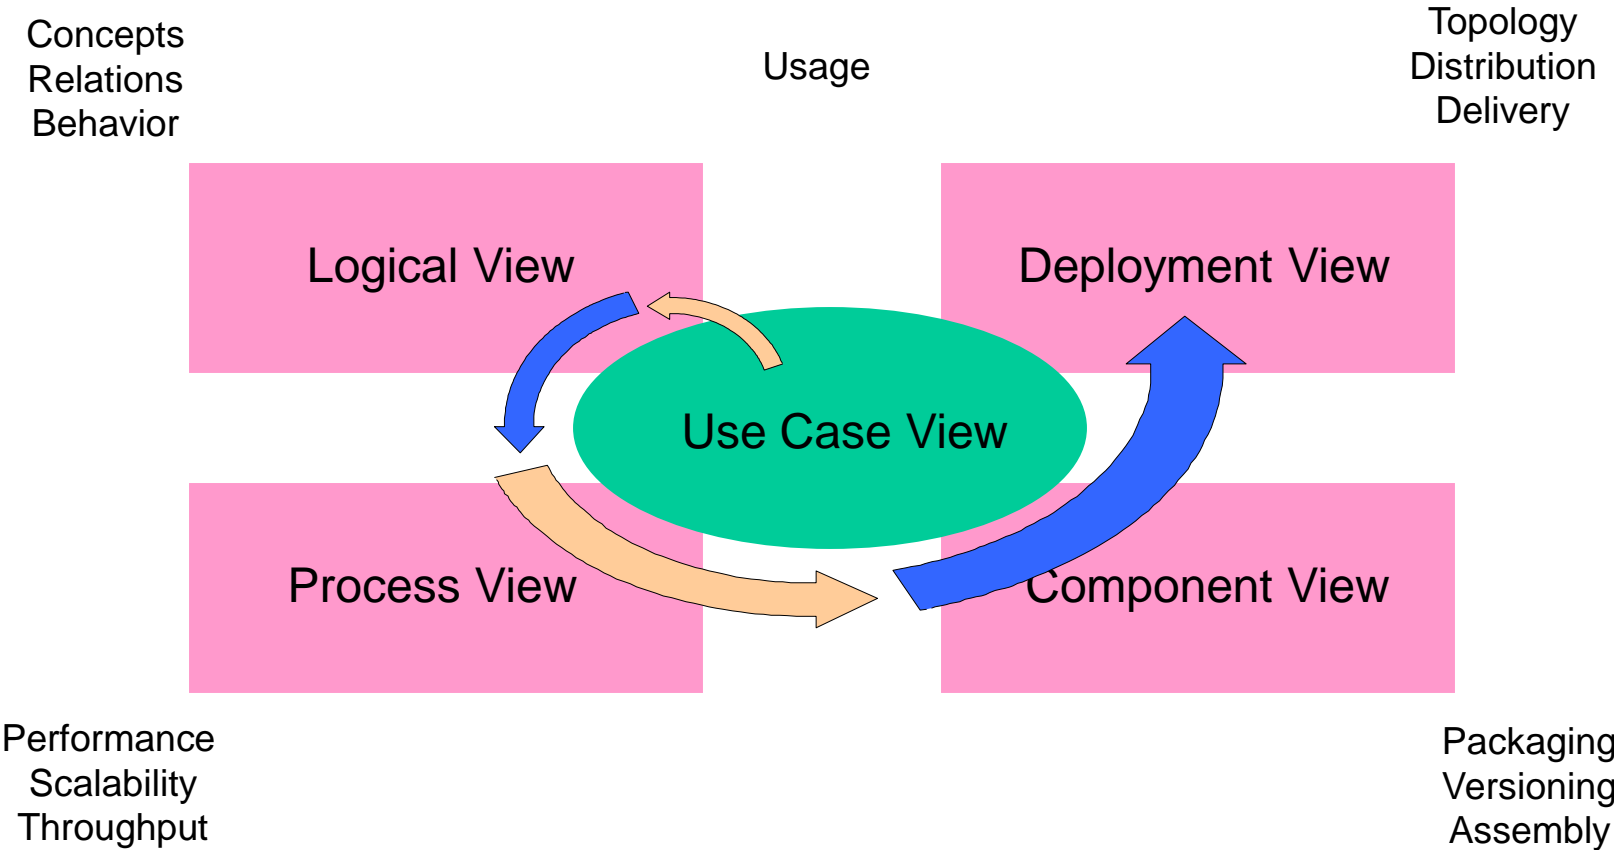 Concepts
Relations
Behavior
Usage
Topology
Distribution
Delivery
Logical View
Deployment View
Use Case View
Process View
Component View
Performance
Scalability
Throughput
Packaging
Versioning
Assembly